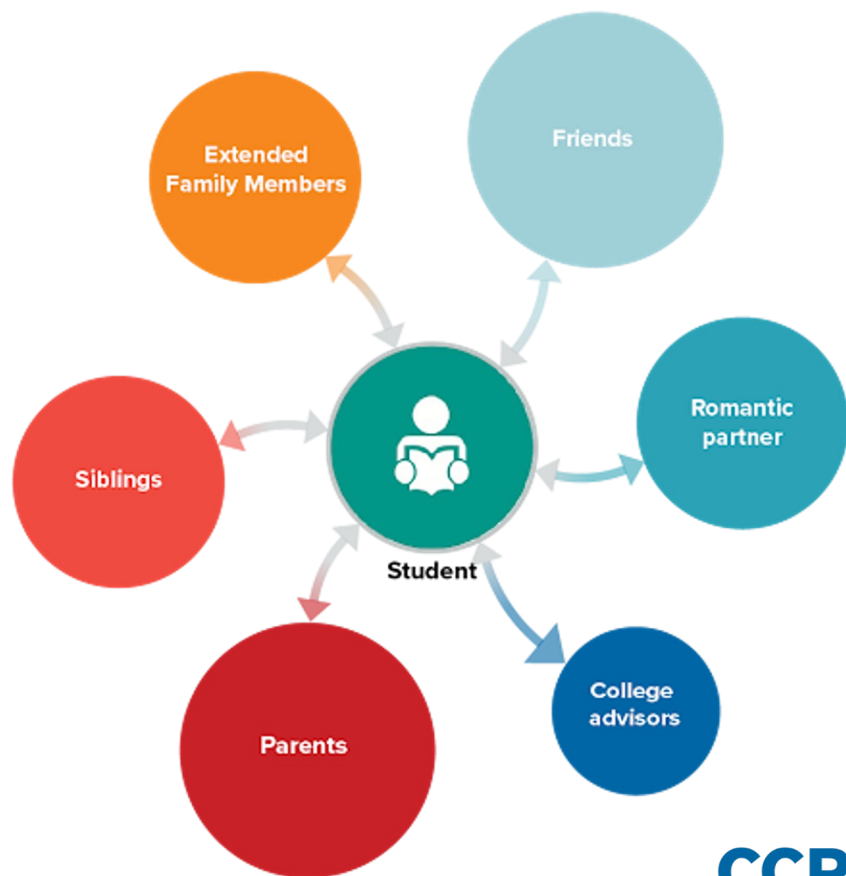 Friends
Extended
Family Members
Romantic
partner
Siblings
Student
College
advisors
Parents